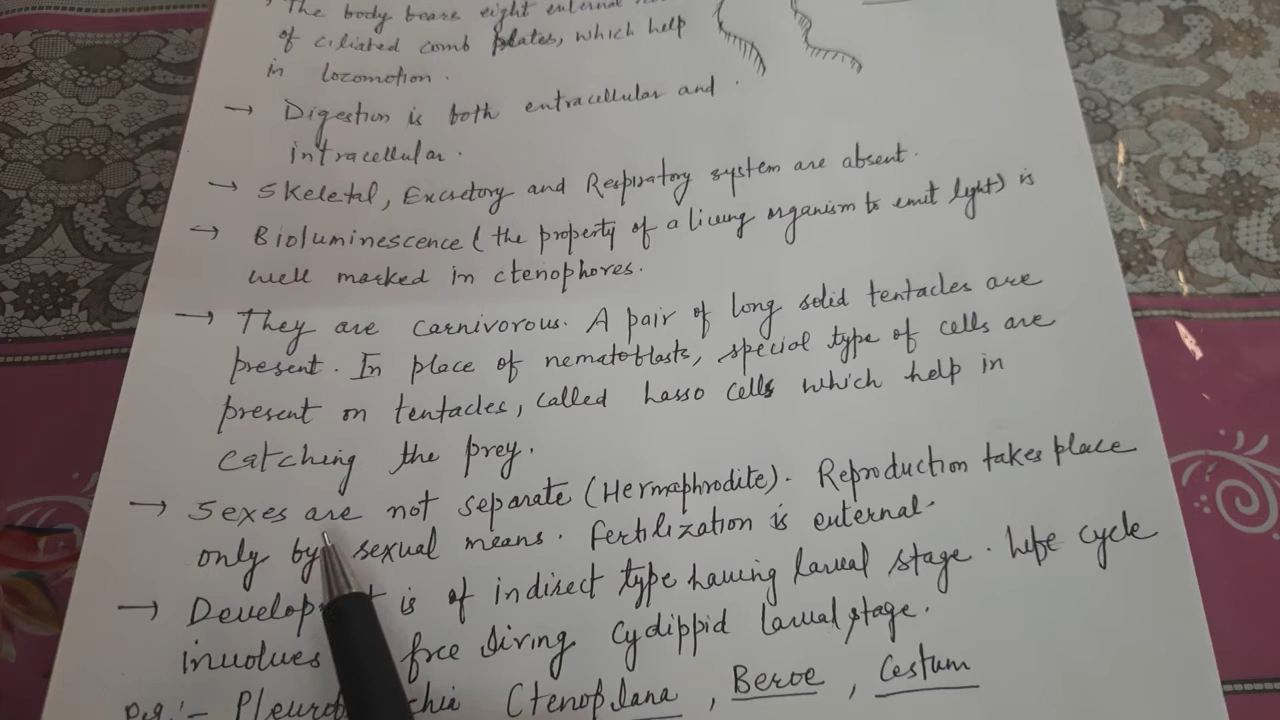 The body bears eight external
of ciliated comb plates, which help
in locomotion.
→ Digestion is both extracellular and
intracellular.
→ Skeletal, Excretory and Respiratory system are absent.
→ Bioluminescence (the property of a living organism to emit light) is
well marked in ctenophores.
→ They are carnivorous. A pair of long solid tentacles are
present. In place of nematoblasts, special type of cells are
present on tentacles, called Lasso cells which help in
catching the prey.
→ Sexes are not separate (Hermaphrodite). Reproduction takes place
only by sexual means. Fertilization is external.
→ is of indirect type having larval stage. Life cycle
involves free living Cydippid larval stage.
Ctenoplana, Beroe, Cestum